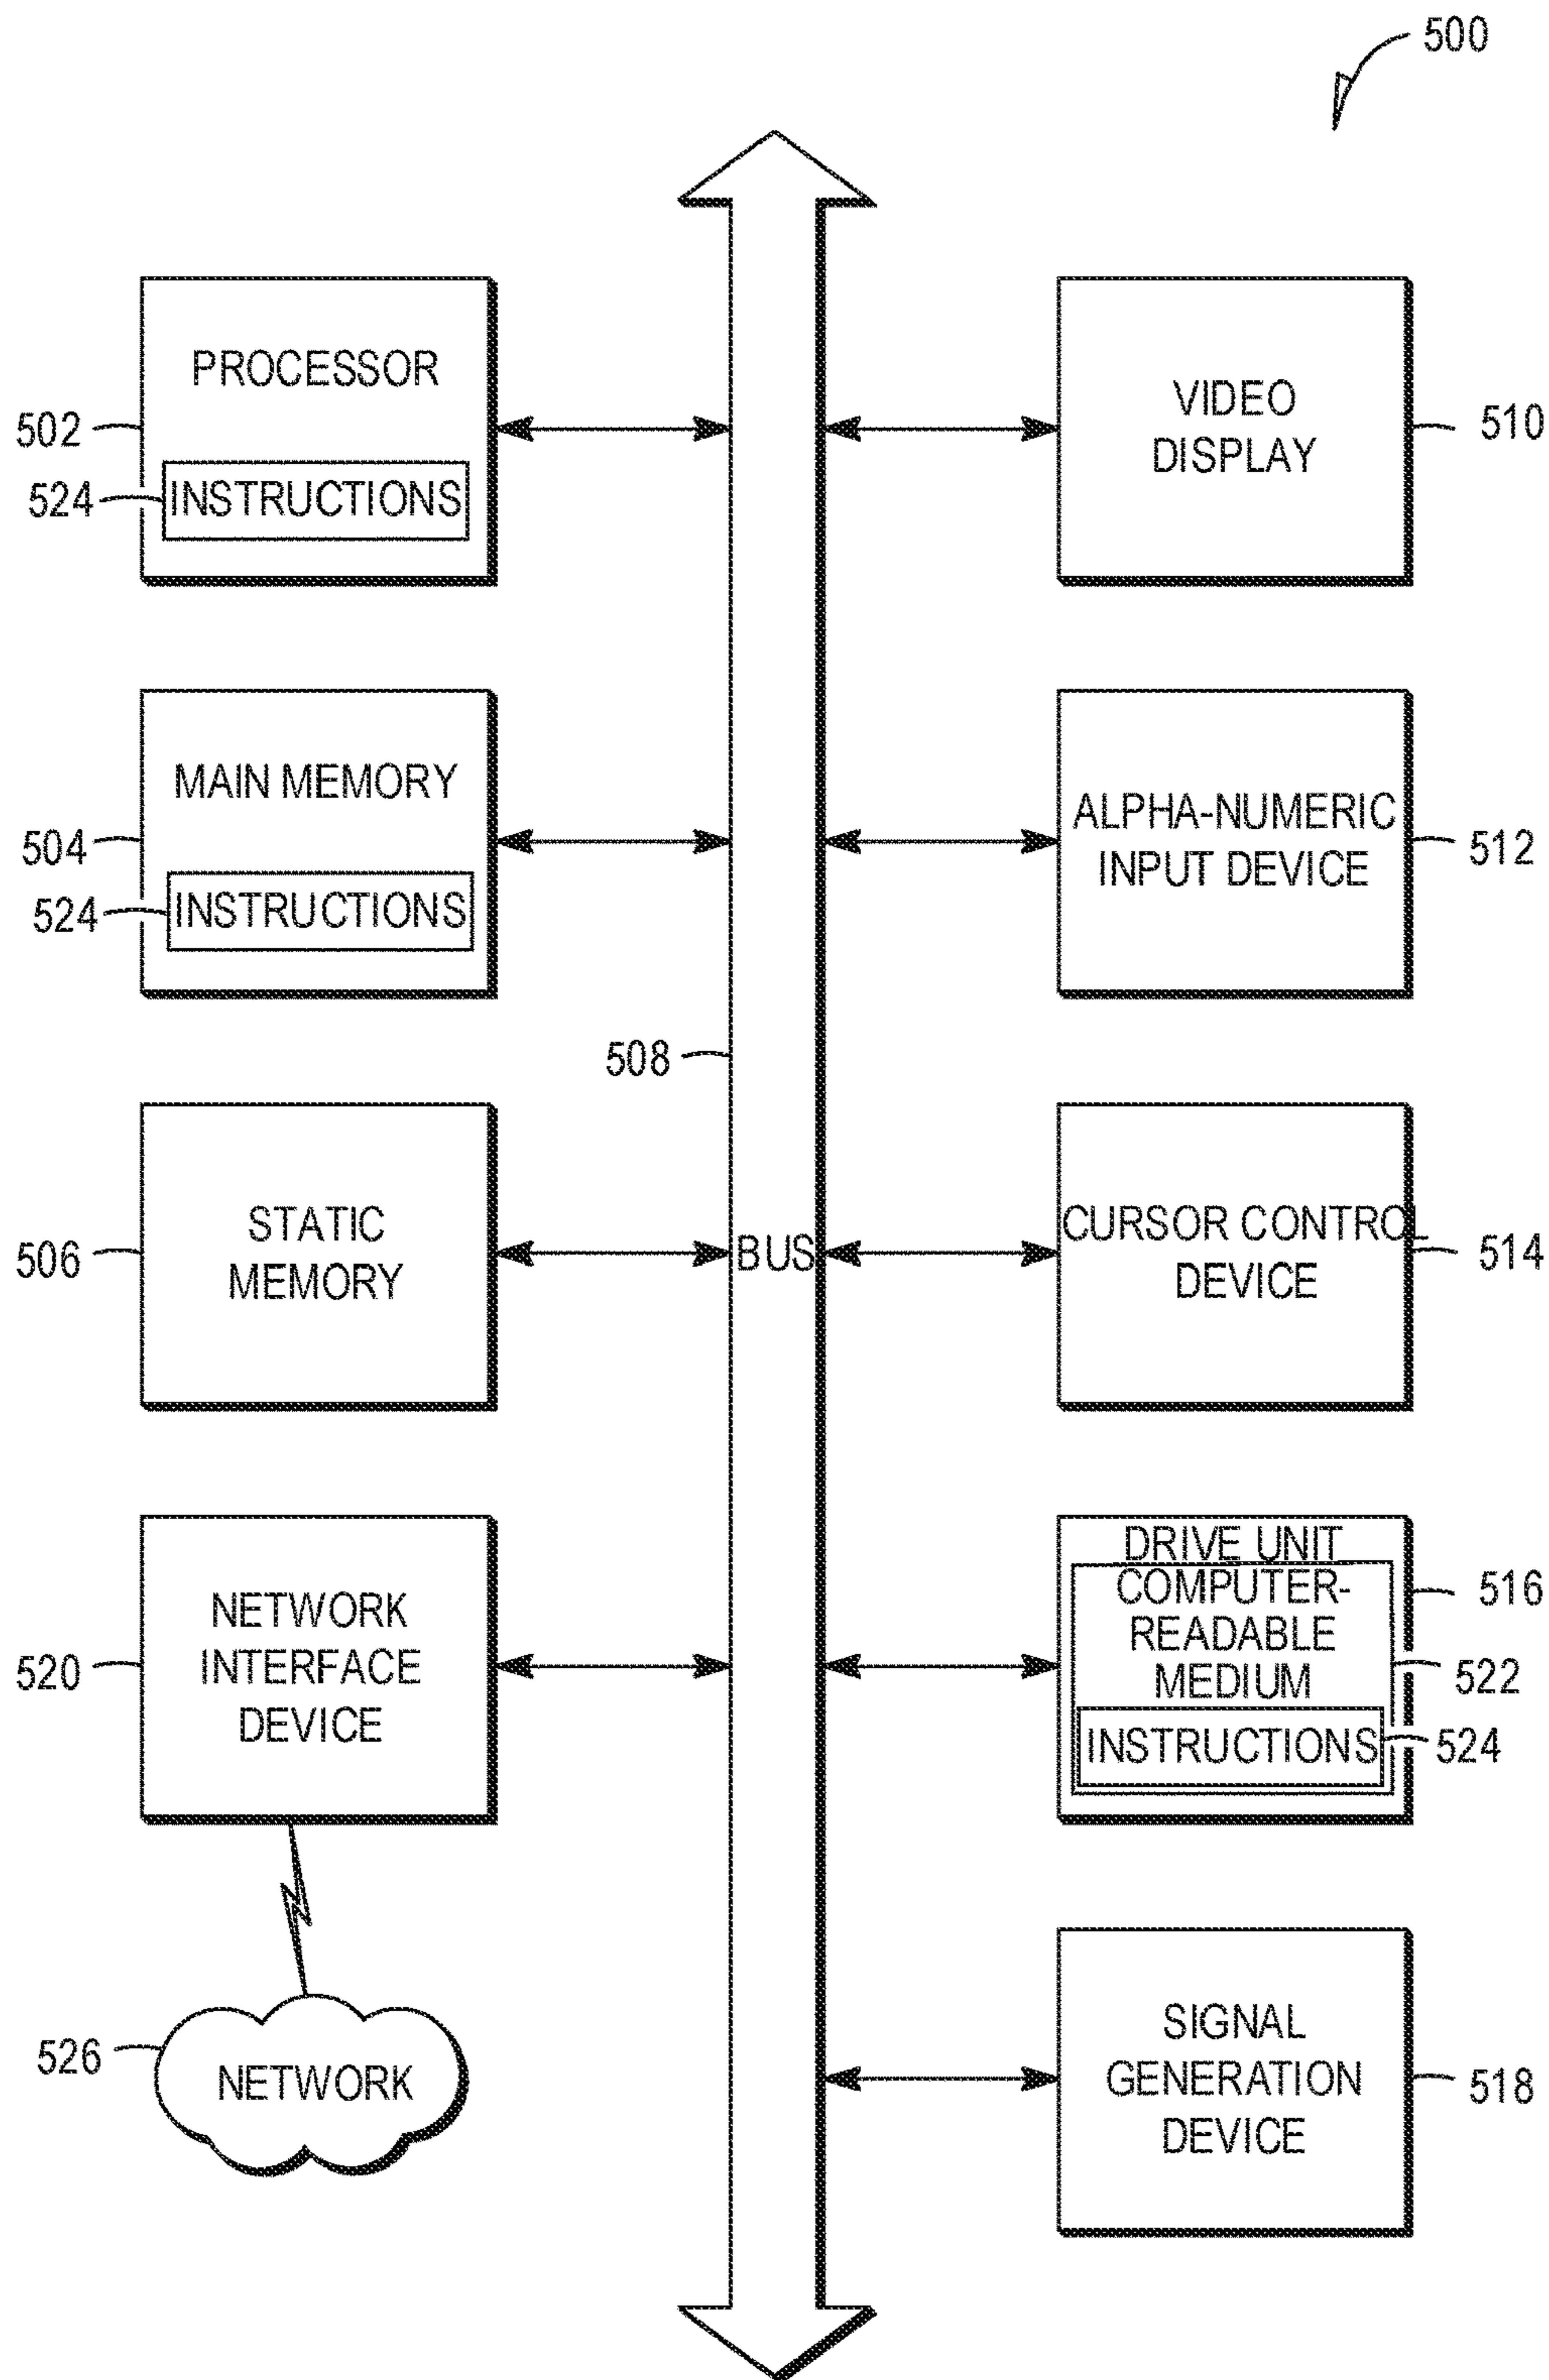 500
PROCESSOR
502
524
INSTRUCTIONS
VIDEO
DISPLAY
510
MAIN MEMORY
504
524
INSTRUCTIONS
ALPHA-NUMERIC
INPUT DEVICE
512
508
STATIC
MEMORY
506
BUS
CURSOR CONTROL
DEVICE
514
NETWORK
INTERFACE
DEVICE
520
DRIVE UNIT
COMPUTER-
READABLE
MEDIUM
INSTRUCTIONS
516
522
524
526
NETWORK
SIGNAL
GENERATION
DEVICE
518